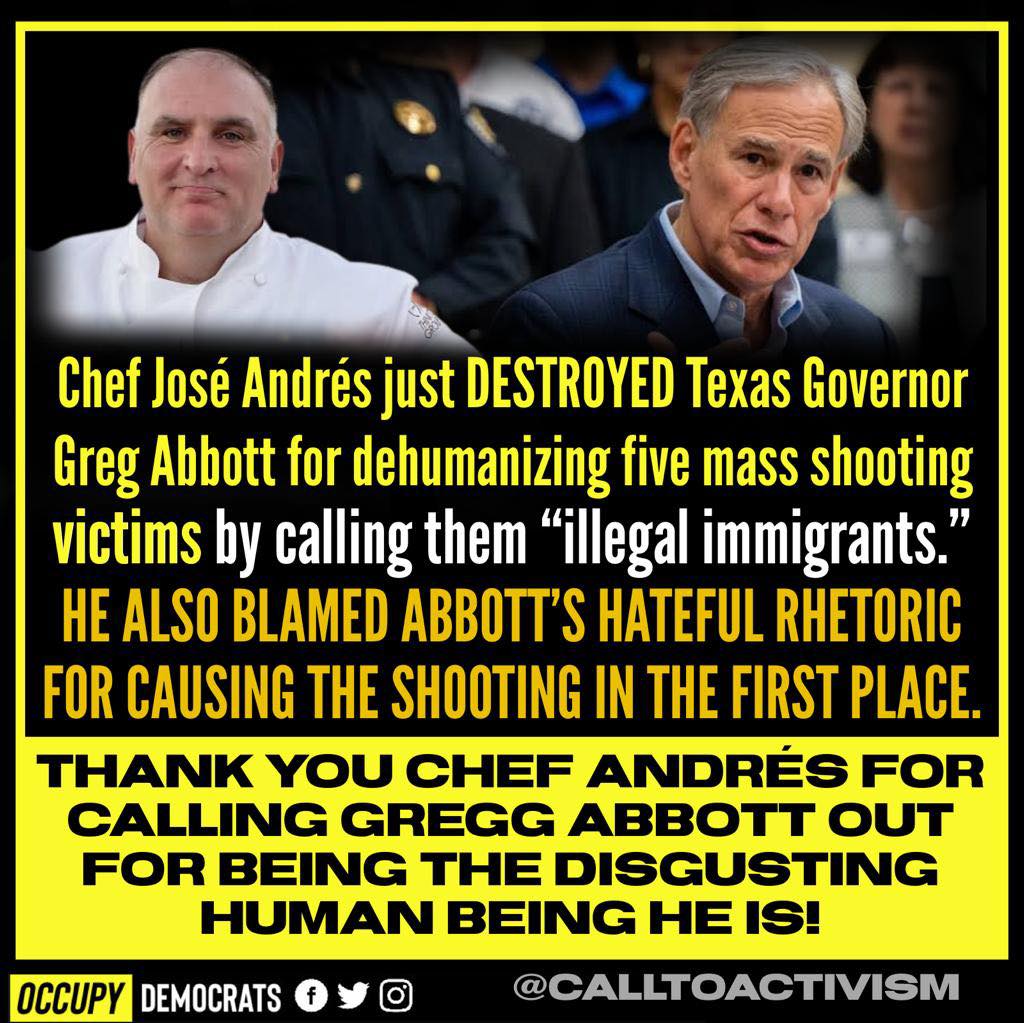 Chef José Andrés just DESTROYED Texas Governor
Greg Abbott for dehumanizing five mass shooting
victims by calling them “illegal immigrants.”
HE ALSO BLAMED ABBOTT’S HATEFUL RHETORIC
FOR CAUSING THE SHOOTING IN THE FIRST PLACE.
THANK YOU CHEF ANDRÉS FOR
CALLING GREGG ABBOTT OUT
FOR BEING THE DISGUSTING
HUMAN BEING HE IS!
OCCUPY DEMOCRATS
@CALLTOACTIVISM